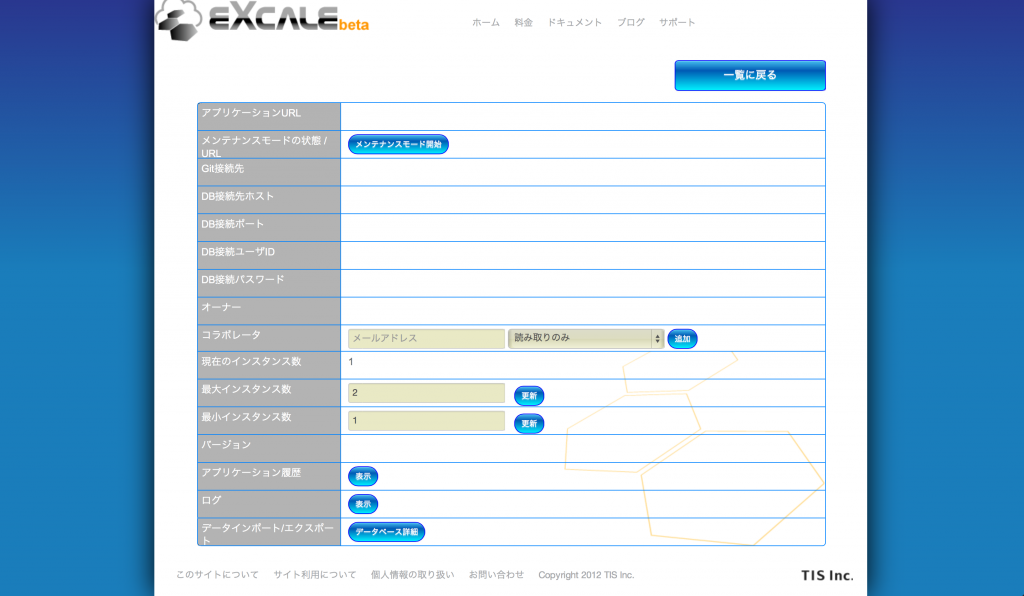 eXcale beta
ホーム 料金 ドキュメント ブログ サポート
一覧に戻る
アプリケーションURL
メンテナンスモードの状態 /
URL
メンテナンスモード開始
Git接続先
DB接続先ホスト
DB接続ポート
DB接続ユーザID
DB接続パスワード
オーナー
コラボレータ メールアドレス 読み取りのみ 追加
現在のインスタンス数 1
最大インスタンス数 2 更新
最小インスタンス数 1 更新
バージョン
アプリケーション履歴 表示
ログ 表示
データインポート/エクスポー
ト
データベース詳細
このサイトについて サイト利用について 個人情報の取り扱い お問い合わせ Copyright 2012 TIS Inc.
TIS Inc.